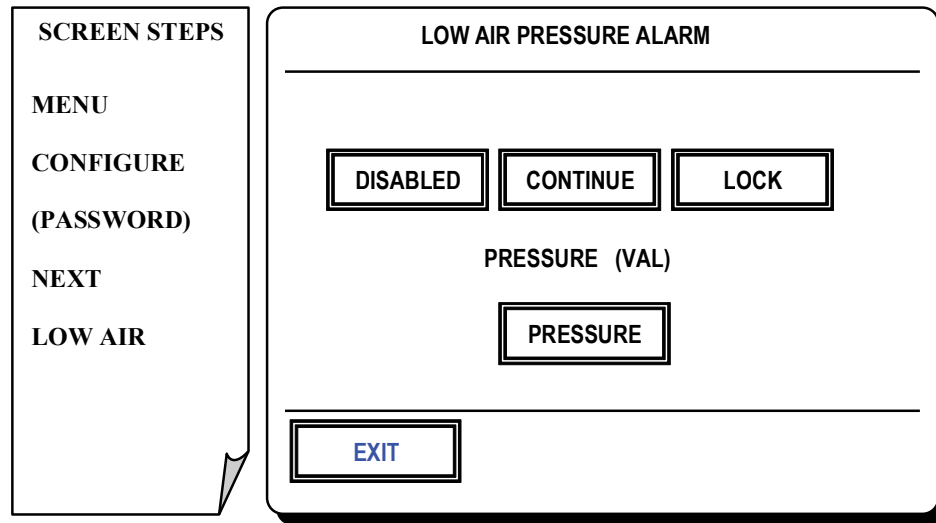 SCREEN STEPS
MENU
CONFIGURE
(PASSWORD)
NEXT
LOW AIR
LOW AIR PRESSURE ALARM
DISABLED CONTINUE LOCK
PRESSURE (VAL)
PRESSURE
EXIT